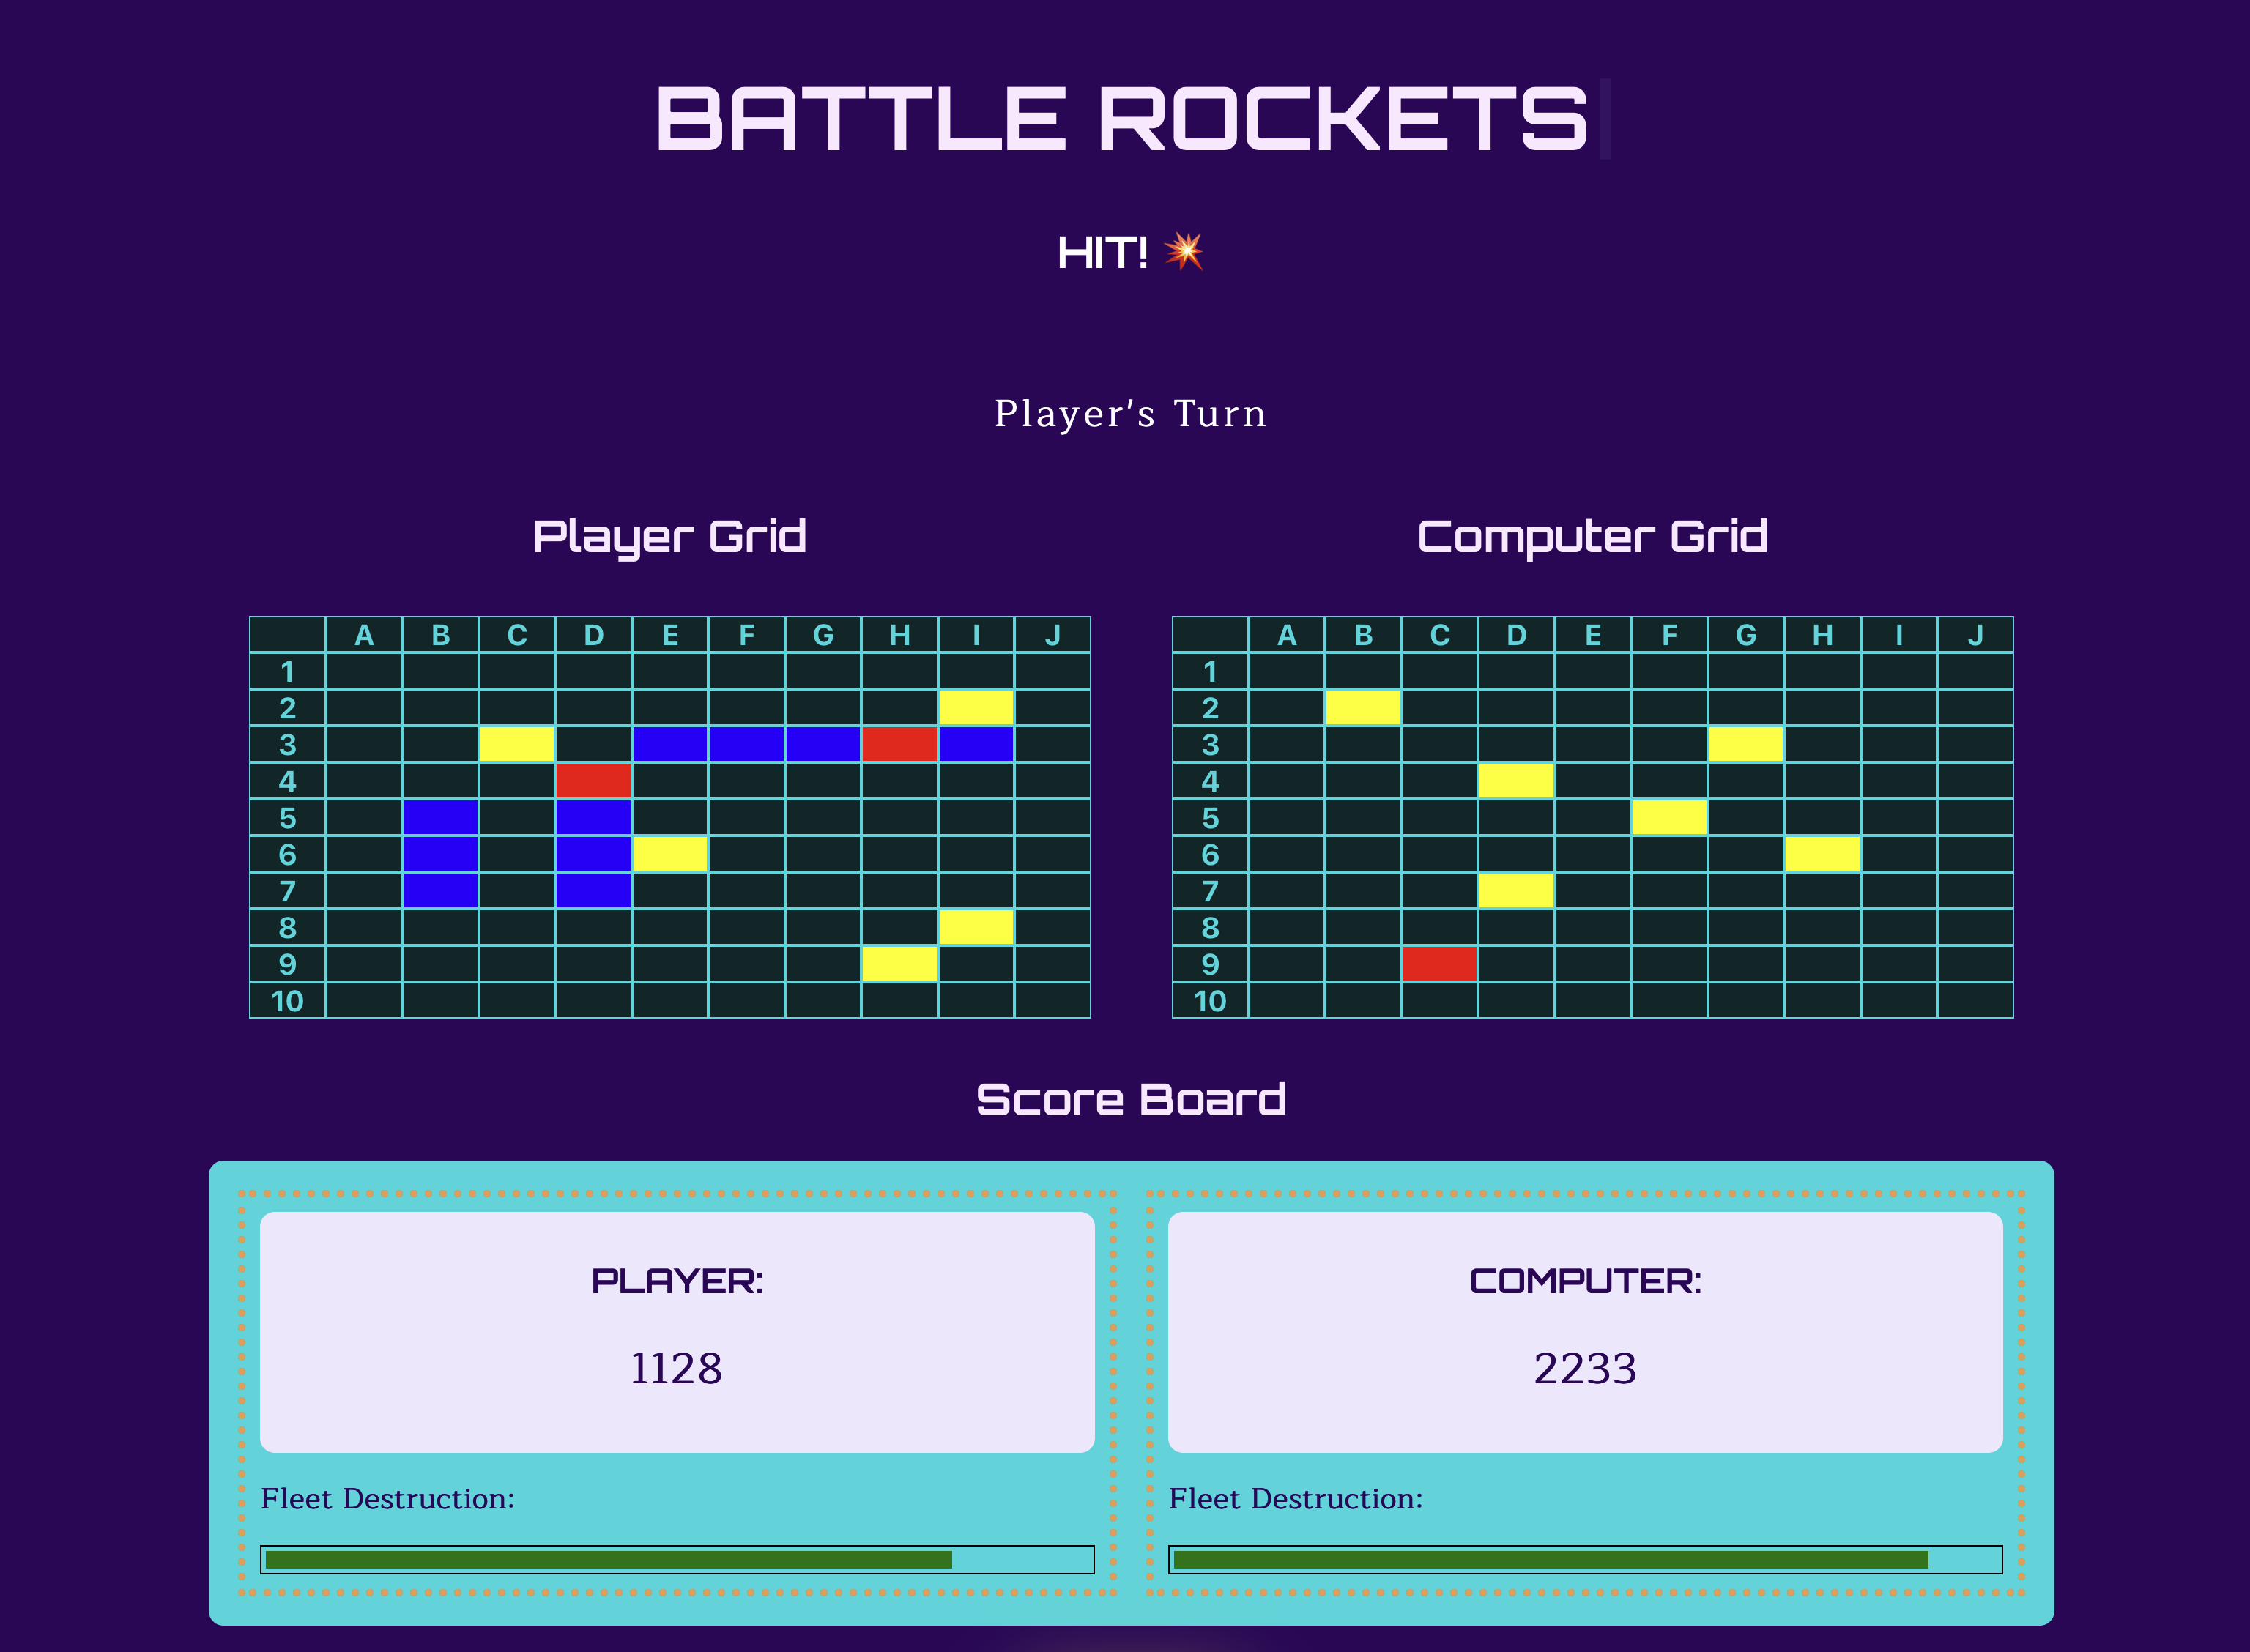 BATTLE ROCKETS
HIT! 💥
Player's Turn
Player Grid
Computer Grid
A B C D E F G H I J
1
2
3
4
5
6
7
8
9
10
A B C D E F G H I J
1
2
3
4
5
6
7
8
9
10
Score Board
PLAYER:
1128
Fleet Destruction:
COMPUTER:
2233
Fleet Destruction: